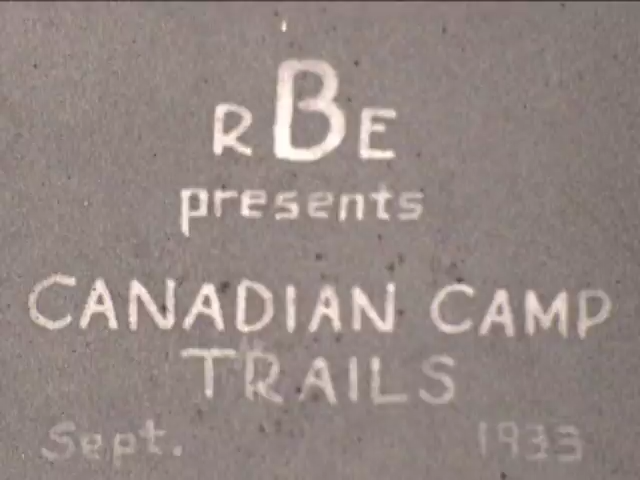 RBE
presents
CANADIAN CAMP
TRAILS
Sept. 1933